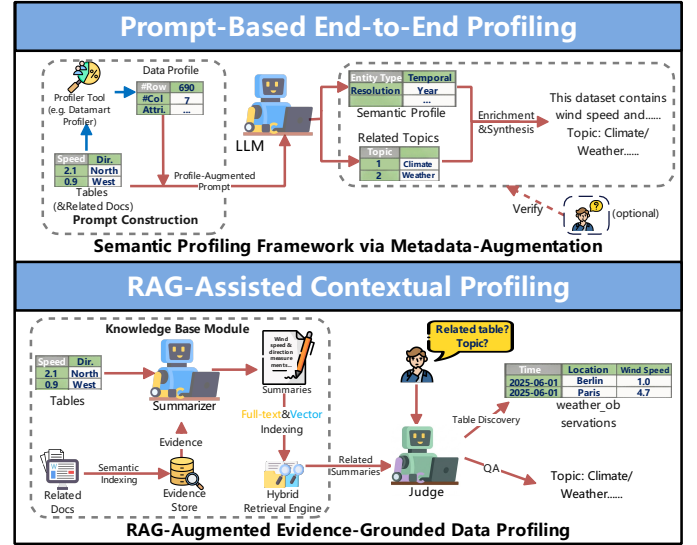 Prompt-Based End-to-End Profiling
Data Profile
#Row 690
#Col 7
Attri. ...
Profiler Tool
(e.g. Datamart
Profiler)
Speed Dir.
2.1 North
0.9 West
Tables
(&Related Docs)
Prompt Construction
Profile-Augmented
Prompt
LLM
Entity Type Temporal
Resolution Year
...
Semantic Profile
Related Topics
Topic
1 Climate
2 Weather
Enrichment
&Synthesis
This dataset contains
wind speed and......
Topic: Climate/
Weather......
Verify
?
(optional)
Semantic Profiling Framework via Metadata-Augmentation
RAG-Assisted Contextual Profiling
Knowledge Base Module
Speed Dir.
2.1 North
0.9 West
Tables
Summarizer
Wind
speed &
direction
measure
ments...
Summaries
Full-text&Vector
Indexing
Evidence
Semantic
Indexing
Related
Docs
Evidence
Store
Hybrid
Retrieval Engine
Related
lSummaries
Related table?
Topic?
Judge
Table Discovery
QA
Time Location Wind Speed
2025-06-01 Berlin 1.0
2025-06-01 Paris 4.7
weather_ob
servations
Topic: Climate/
Weather......
RAG-Augmented Evidence-Grounded Data Profiling